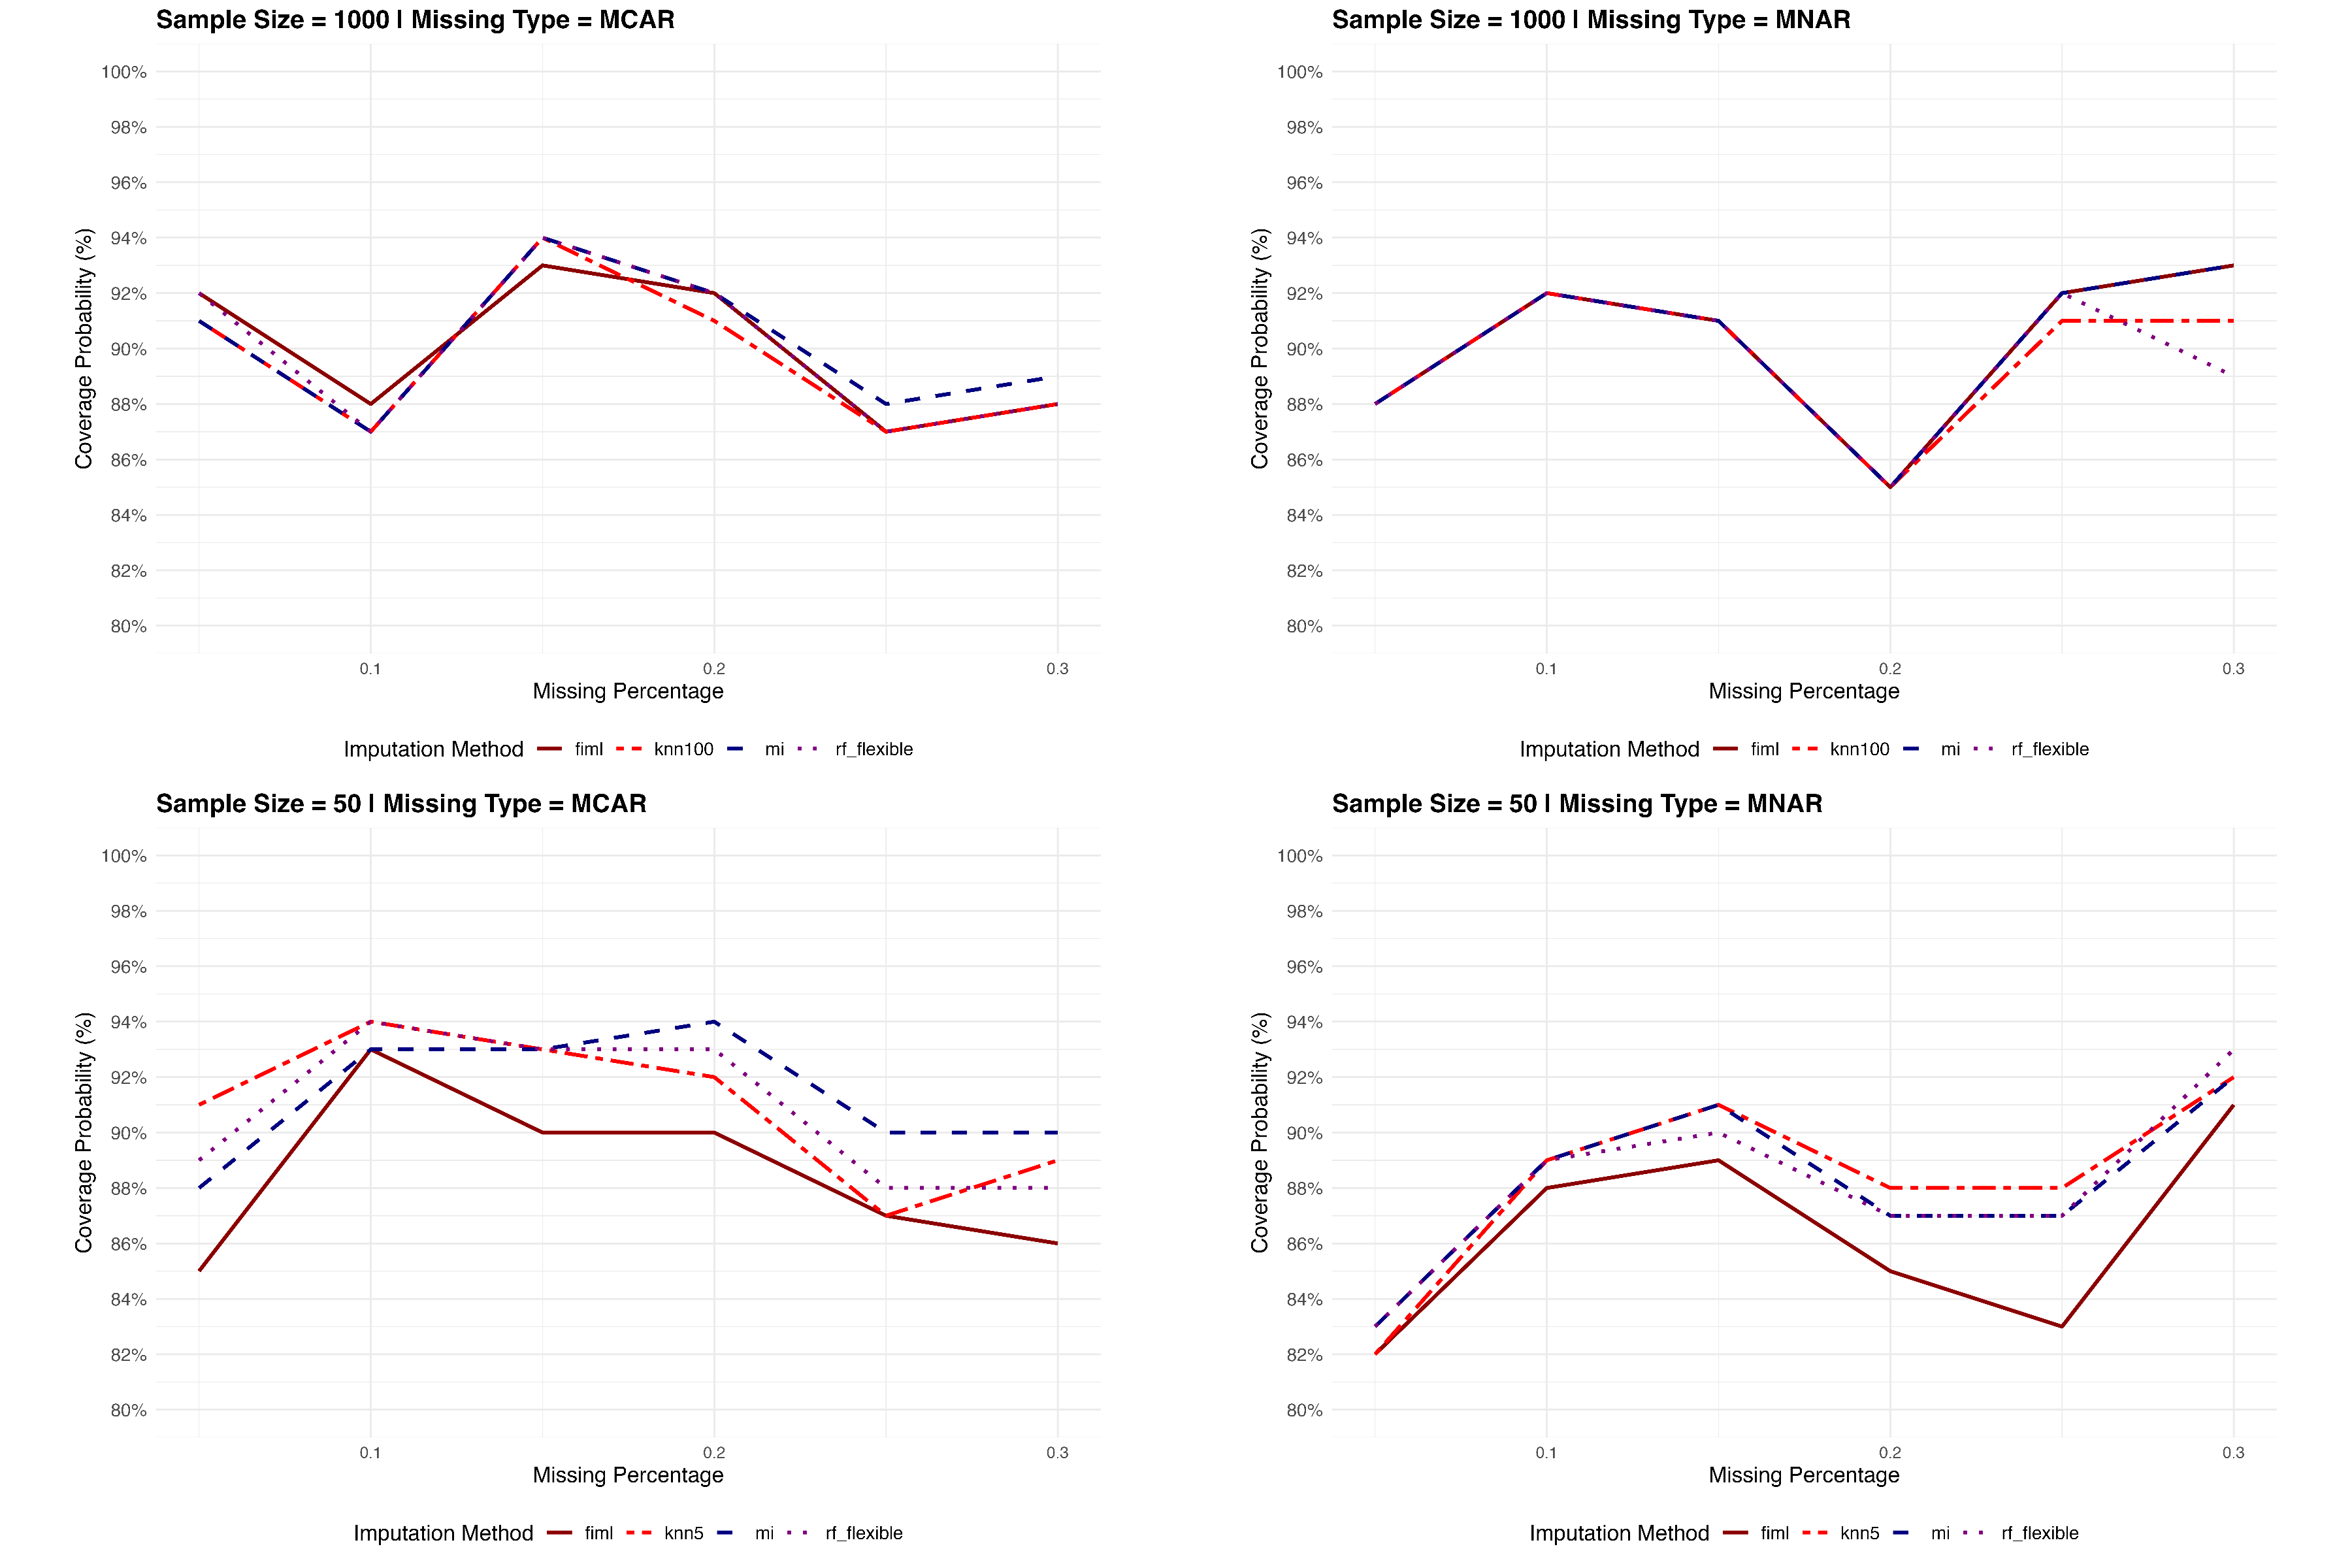 Sample Size = 1000 | Missing Type = MCAR
100%
98%
96%
94%
92%
90%
88%
86%
84%
82%
80%
Coverage Probability (%)
0.1 0.2 0.3
Missing Percentage
Imputation Method fiml knn100 mi rf_flexible
Sample Size = 1000 | Missing Type = MNAR
100%
98%
96%
94%
92%
90%
88%
86%
84%
82%
80%
Coverage Probability (%)
0.1 0.2 0.3
Missing Percentage
Imputation Method fiml knn100 mi rf_flexible
Sample Size = 50 | Missing Type = MCAR
100%
98%
96%
94%
92%
90%
88%
86%
84%
82%
80%
Coverage Probability (%)
0.1 0.2 0.3
Missing Percentage
Imputation Method fiml knn5 mi rf_flexible
Sample Size = 50 | Missing Type = MNAR
100%
98%
96%
94%
92%
90%
88%
86%
84%
82%
80%
Coverage Probability (%)
0.1 0.2 0.3
Missing Percentage
Imputation Method fiml knn5 mi rf_flexible